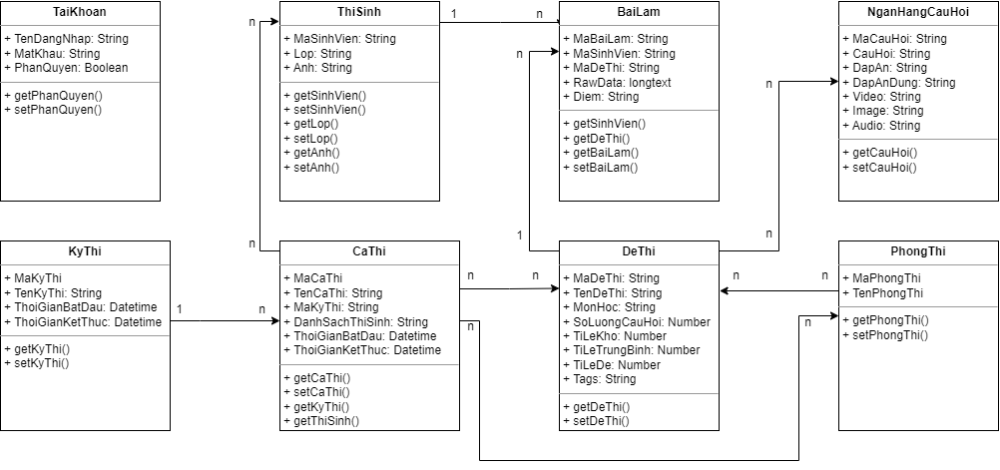 TaiKhoan
+ TenDangNhap: String
+ MatKhau: String
+ PhanQuyen: Boolean
+ getPhanQuyen()
+ setPhanQuyen()
n
n
ThiSinh
+ MaSinhVien: String
+ Lop: String
+ Anh: String
+ getSinhVien()
+ setSinhVien()
+ getLop()
+ setLop()
+ getAnh()
+ setAnh()
1
n
n
1
BaiLam
+ MaBaiLam: String
+ MaSinhVien: String
+ MaDeThi: String
+ RawData: longtext
+ Diem: String
+ getSinhVien()
+ getDeThi()
+ getBaiLam()
+ setBaiLam()
n
n
NganHangCauHoi
+ MaCauHoi: String
+ CauHoi: String
+ DapAn: String
+ DapAnDung: String
+ Video: String
+ Image: String
+ Audio: String
+ getCauHoi()
+ setCauHoi()
KyThi
+ MaKyThi
+ TenKyThi: String
+ ThoiGianBatDau: Datetime
+ ThoiGianKetThuc: Datetime
+ getKyThi()
+ setKyThi()
1
n
CaThi
+ MaCaThi
+ TenCaThi: String
+ MaKyThi: String
+ DanhSachThiSinh: String
+ ThoiGianBatDau: Datetime
+ ThoiGianKetThuc: Datetime
+ getCaThi()
+ setCaThi()
+ getKyThi()
+ getThiSinh()
n
n
n
DeThi
+ MaDeThi: String
+ TenDeThi: String
+ MonHoc: String
+ SoLuongCauHoi: Number
+ TiLeKho: Number
+ TiLeTrungBinh: Number
+ TiLeDe: Number
+ Tags: String
+ getDeThi()
+ setDeThi()
n
n
n
PhongThi
+ MaPhongThi
+ TenPhongThi
+ getPhongThi()
+ setPhongThi()